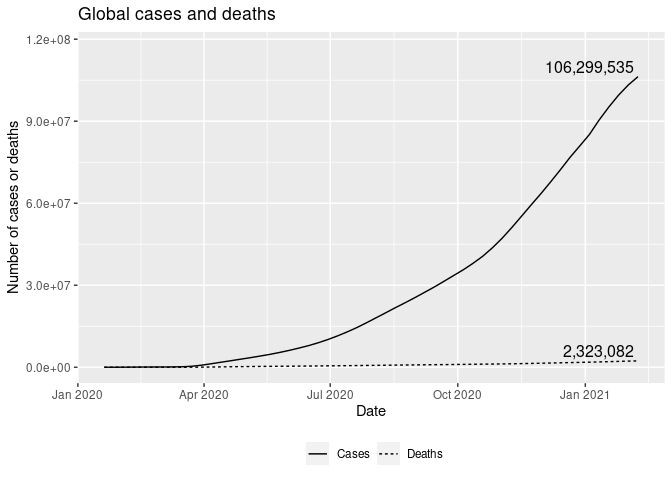 Global cases and deaths
1.2e+08
106,299,535
9.0e+07
6.0e+07
3.0e+07
2,323,082
0.0e+00
Number of cases or deaths
Jan 2020 Apr 2020 Jul 2020 Oct 2020 Jan 2021
Date
Cases Deaths